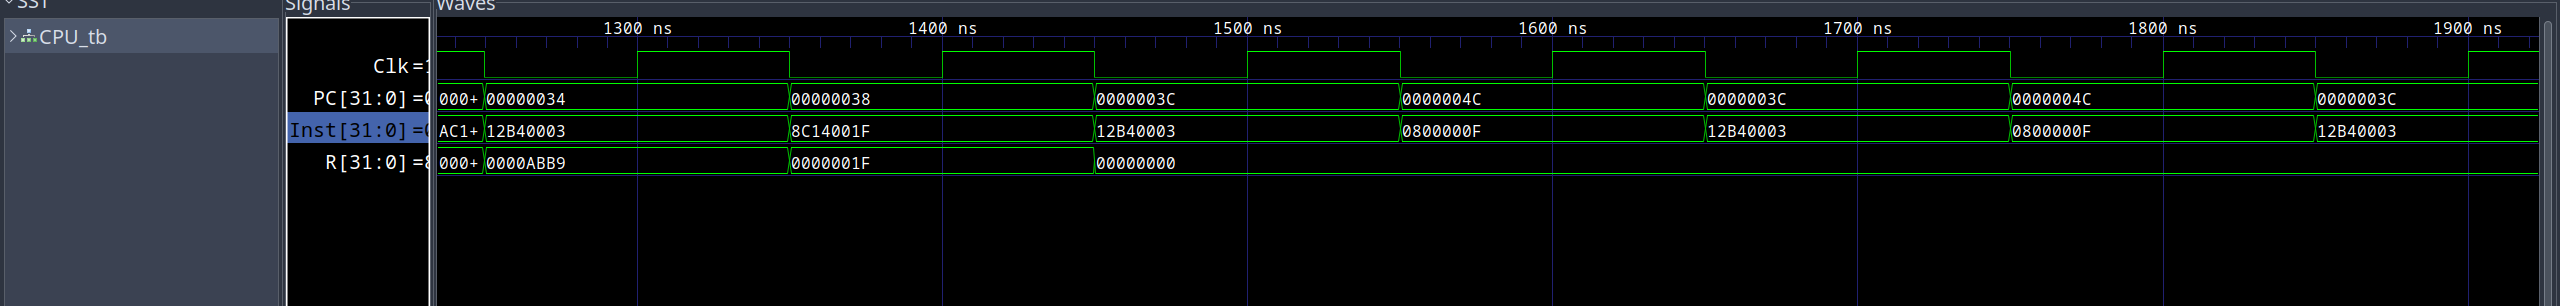 SST
CPU_tb
Signals
Clk=1
PC[31:0]=0
Inst[31:0]=0
R[31:0]=8
Waves
1300 ns 1400 ns 1500 ns 1600 ns 1700 ns 1800 ns 1900 ns
000+ 00000034 00000038 0000003C 0000004C 0000003C 0000004C 0000003C
AC1+ 12B40003 8C14001F 12B40003 0800000F 12B40003 0800000F 12B40003
000+ 0000ABB9 0000001F 00000000